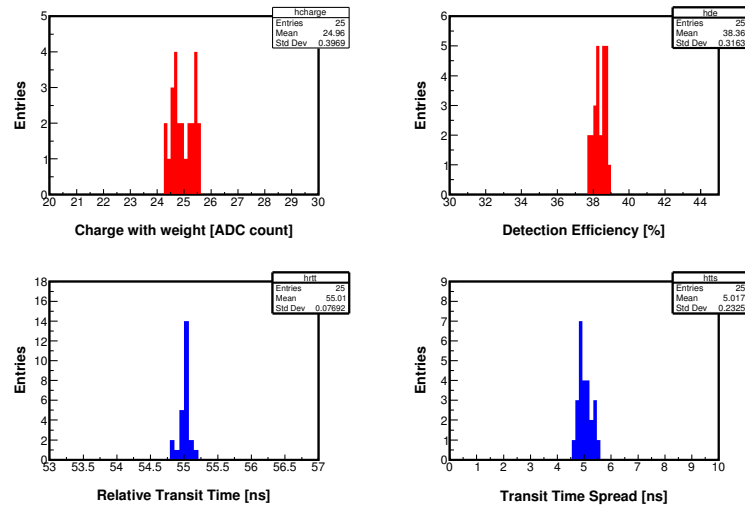 hcharge
Entries 25
Mean 24.96
Std Dev 0.3969
Entries
5
4
3
2
1
0
20 21 22 23 24 25 26 27 28 29 30
Charge with weight [ADC count]
hde
Entries 25
Mean 38.36
Std Dev 0.3163
Entries
6
5
4
3
2
1
0
30 32 34 36 38 40 42 44
Detection Efficiency [%]
hrtt
Entries 25
Mean 55.01
Std Dev 0.07692
Entries
18
16
14
12
10
8
6
4
2
0
53 53.5 54 54.5 55 55.5 56 56.5 57
Relative Transit Time [ns]
htts
Entries 25
Mean 5.017
Std Dev 0.2325
Entries
9
8
7
6
5
4
3
2
1
0
0 1 2 3 4 5 6 7 8 9 10
Transit Time Spread [ns]